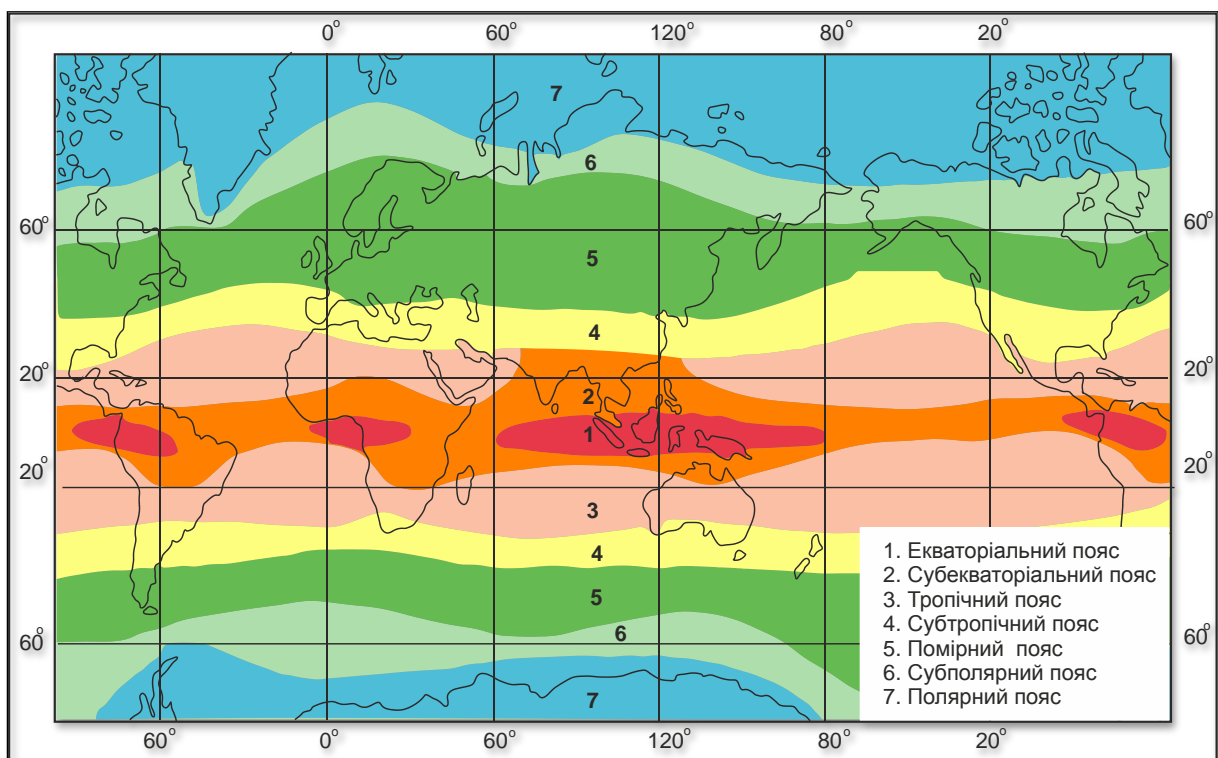 0° 60° 120° 80° 20°
7
6
60° 60°
5
4
20° 20°
2
1
20° 20°
3
4
5
6
60° 60°
7
1. Екваторіальний пояс
2. Субекваторіальний пояс
3. Тропічний пояс
4. Субтропічний пояс
5. Помірний пояс
6. Субполярний пояс
7. Полярний пояс
60° 0° 60° 120° 80° 20°